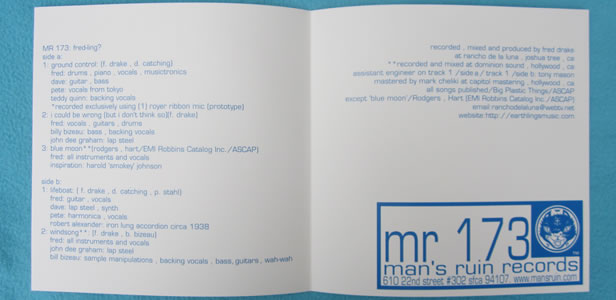 MR 173 fred-ling?
side a:
1: ground control: (f. drake , d. catching)
fred: drums , piano , vocals , musictronics
dave: guitar , bass
pete: vocals from tokyo
teddy quinn: backing vocals
*recorded exclusively using (1) royer ribbon mic (prototype)
2: i could be wrong (but i don't think so)(f. drake)
fred: vocals , guitars , drums
billy bizeau: bass , backing vocals
john dee graham: lap steel
3: blue moon**(rodgers , hart/EMI Robbins Catalog Inc./ASCAP)
fred: all instruments and vocals
inspiration: harold 'smokey' johnson
side b:
1: lifeboat: ( f. drake , d. catching , p. stahl)
fred: guitar , vocals
dave: lap steel , synth
pete: harmonica , vocals
robert alexander: iron lung accordion circa 1938
2: windsong**: (f. drake , b. bizeau)
fred: all instruments and vocals
john dee graham: lap steel
bill bizeau: sample manipulations , backing vocals , bass, guitars , wah-wah
recorded , mixed and produced by fred drake
at rancho de la luna , joshua tree , ca
**recorded and mixed at dominion sound , hollywood , ca
assistant engineer on track 1 /side a / track 1 /side b: tony mason
mastered by mark chelki at capitol mastering , hollywood , ca
all songs published/Big Plastic Things/ASCAP
except 'blue moon'/Rodgers , Hart (EMI Robbins Catalog Inc./ASCAP)
email:ranchodelaluna@webtv.net
website:http://earthlingsmusic.com
mr 173
man's ruin records
610 22nd street #302 sfca 94107 www.mansruin.com